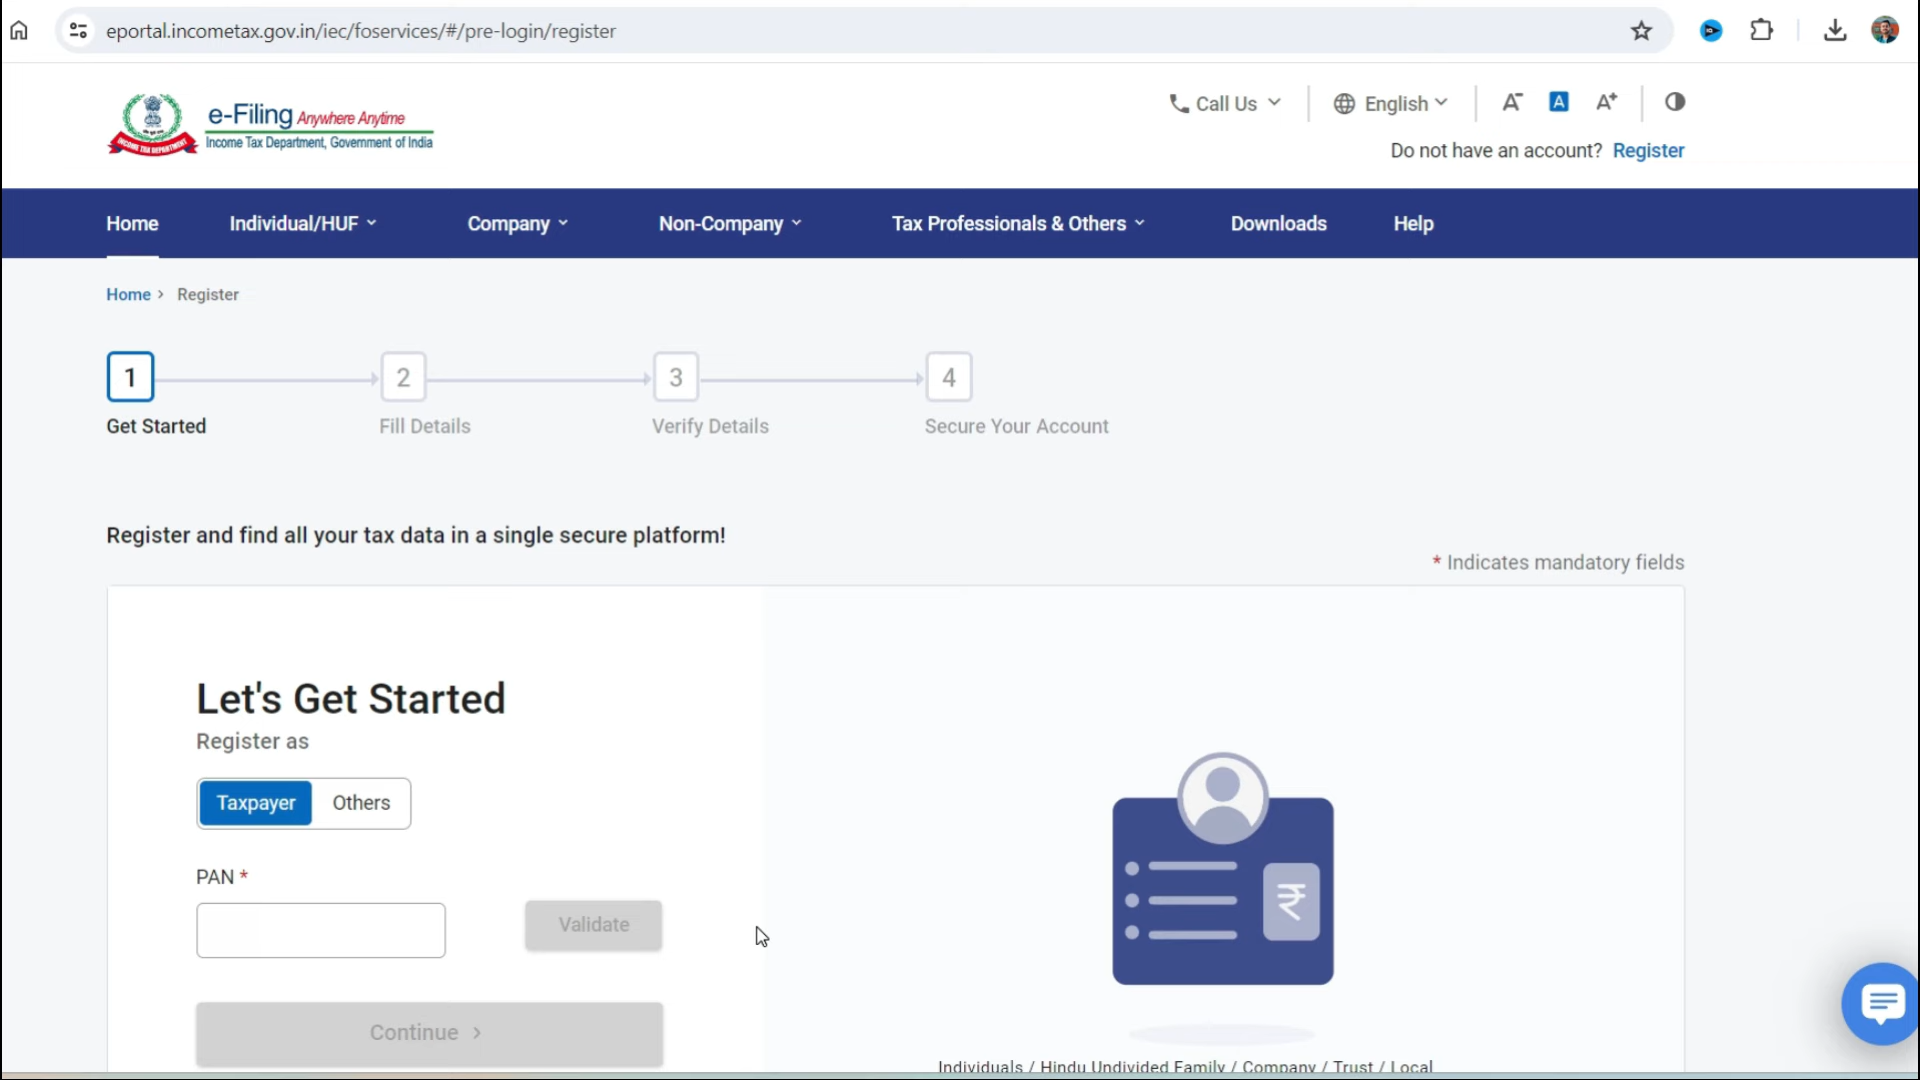 eportal.incometax.gov.in/iec/foservices/#/pre-login/register
e-Filing Anywhere Anytime
Income Tax Department, Government of India
INCOME TAX DEPARTMENT
Call Us
English
A-
A
A+
Do not have an account? Register
Home Individual/HUF Company Non-Company Tax Professionals & Others Downloads Help
Home > Register
1 2 3 4
Get Started Fill Details Verify Details Secure Your Account
Register and find all your tax data in a single secure platform!
* Indicates mandatory fields
Let's Get Started
Register as
Taxpayer Others
PAN *
Validate
Continue >
₹
Individuals / Hindu Undivided Family / Company / Trust / Local